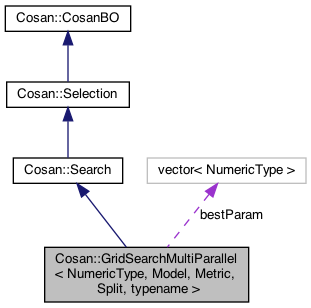 Cosan::CosanBO
Cosan::Selection
Cosan::Search
vector< NumericType >
bestParam
Cosan::GridSearchMultiParallel
< NumericType, Model, Metric,
Split, typename >